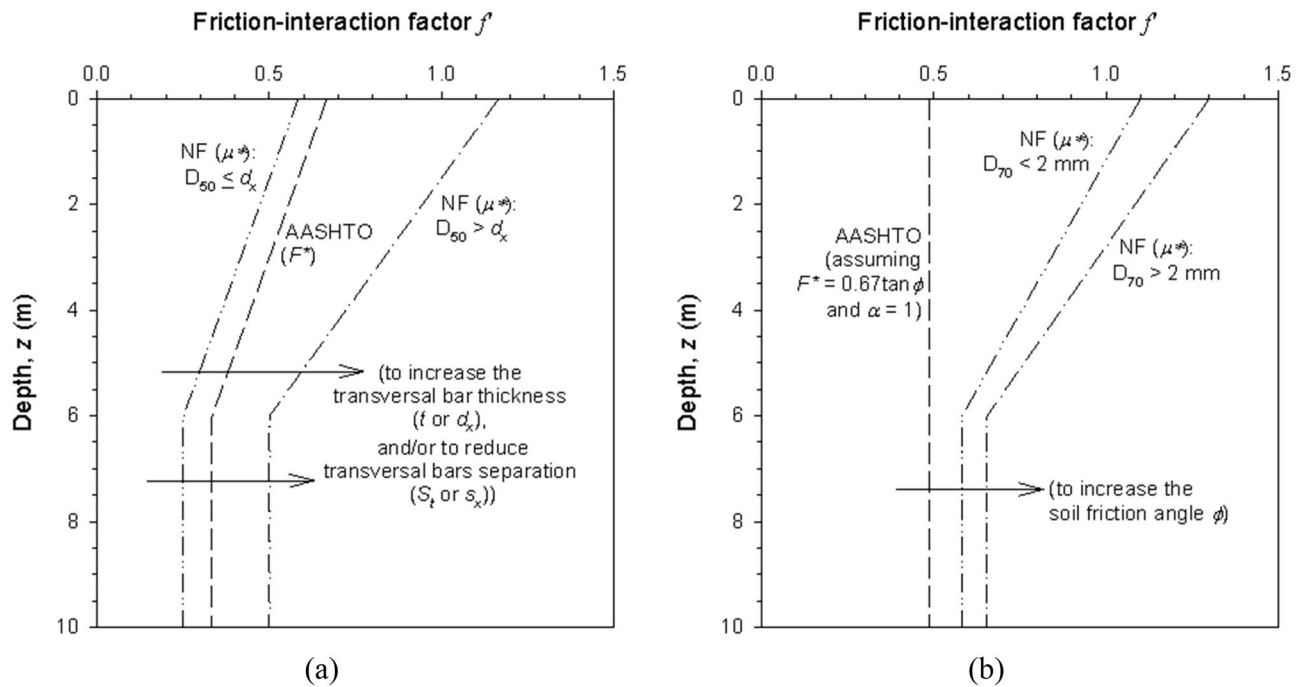 Friction-interaction factor f'
0.0 0.5 1.0 1.5
0
2
4
6
8
10
Depth, z (m)
NF (μ*):
D50 ≤ dx
AASHTO
(F*)
NF (μ*):
D50 > dx
(to increase the
transversal bar thickness
(t or dx),
and/or to reduce
transversal bars separation
(St or sx))
(a)
Friction-interaction factor f'
0.0 0.5 1.0 1.5
0
2
4
6
8
10
Depth, z (m)
NF (μ*):
D70 < 2 mm
AASHTO
(assuming
F* = 0.67tanϕ
and α = 1)
NF (μ*):
D70 > 2 mm
(to increase the
soil friction angle ϕ)
(b)